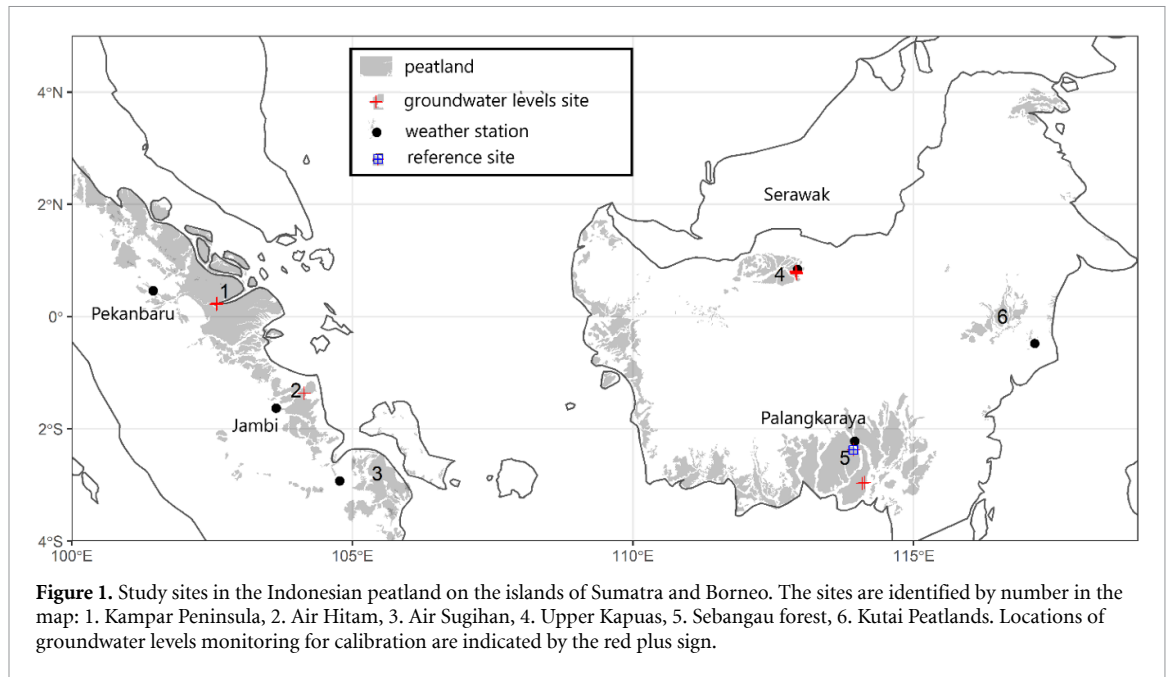 peatland
groundwater levels site
weather station
reference site
4°N
2°N
0°
2°S
4°S
100°E
105°E
110°E
115°E
Serawak
1
Pekanbaru
2
Jambi
3
4
6
Palangkaraya
5
Figure 1. Study sites in the Indonesian peatland on the islands of Sumatra and Borneo. The sites are identified by number in the
map: 1. Kampar Peninsula, 2. Air Hitam, 3. Air Sugihan, 4. Upper Kapuas, 5. Sebangau forest, 6. Kutai Peatlands. Locations of
groundwater levels monitoring for calibration are indicated by the red plus sign.